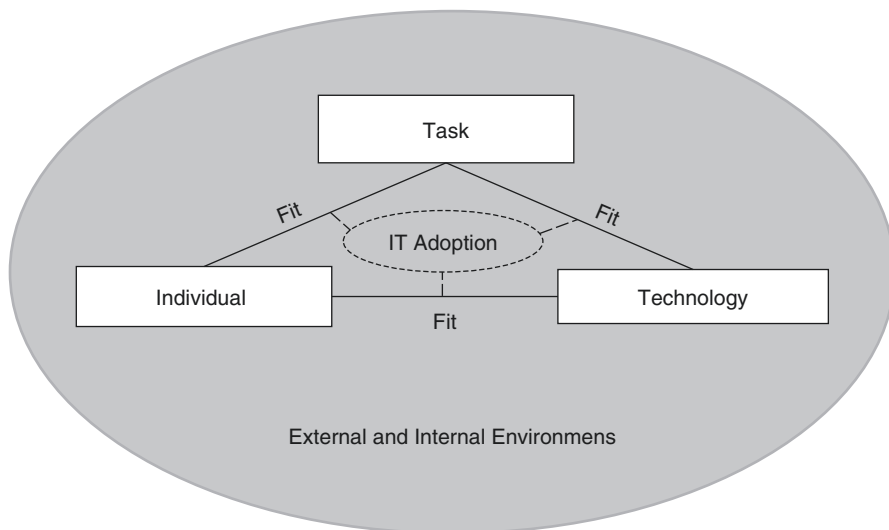 Task
Fit
Fit
IT Adoption
Individual
Technology
Fit
External and Internal Environmens